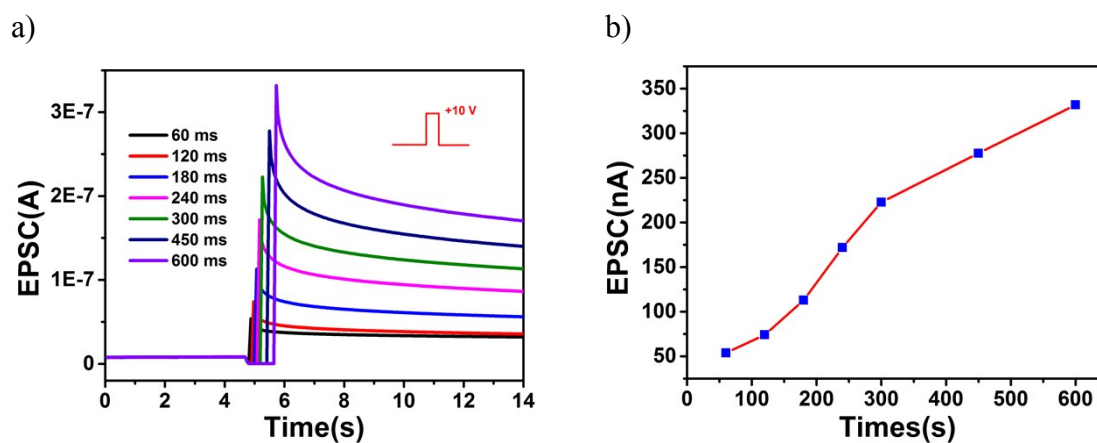 a)
b)
EPSC(A)
3E-7
2E-7
1E-7
0
60 ms
120 ms
180 ms
240 ms
300 ms
450 ms
600 ms
+10 V
0 2 4 6 8 10 12 14
Time(s)
EPSC(nA)
350
300
250
200
150
100
50
0 100 200 300 400 500 600
Times(s)